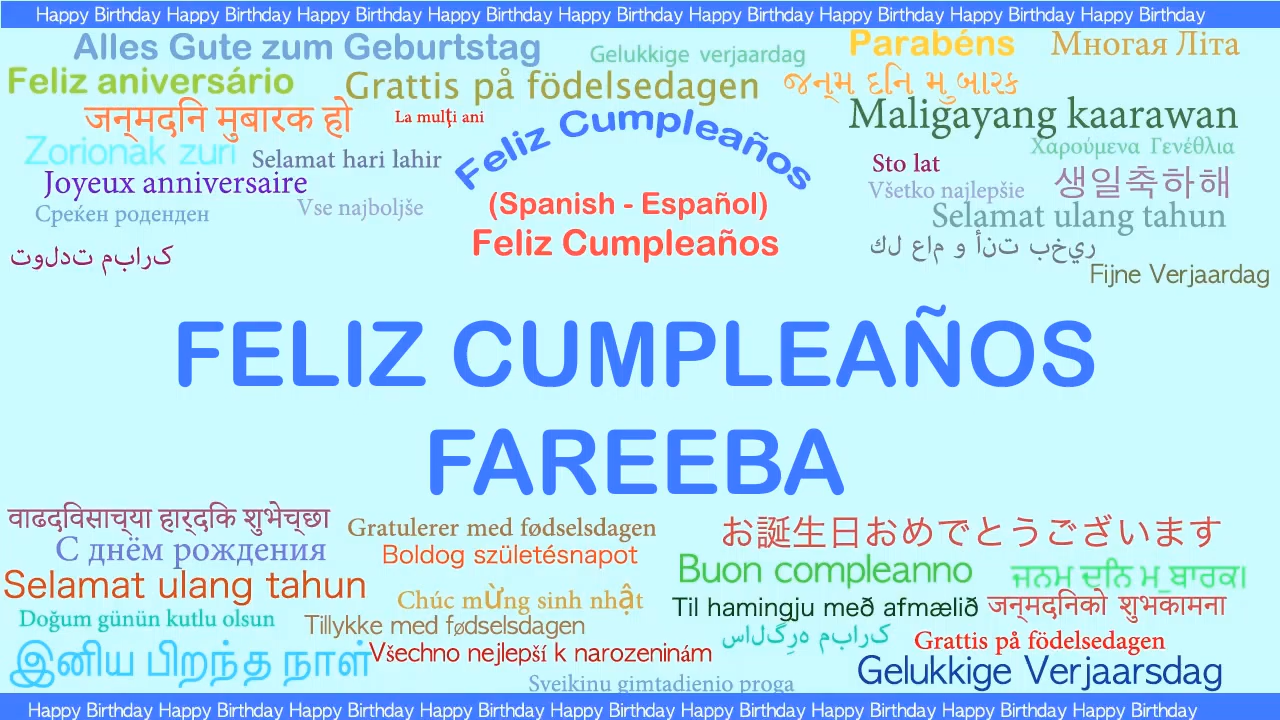 Happy Birthday Happy Birthday Happy Birthday Happy Birthday Happy Birthday Happy Birthday Happy Birthday Happy Birthday Happy Birthday
Alles Gute zum Geburtstag
Gelukkige verjaardag
Parabéns
Многая Літа
Feliz aniversário
Grattis på födelsedagen
જન્મ દિન મુબારક
जन्मदिन मुबारक हो
La mulţi ani
Feliz Cumpleaños
Maligayang kaarawan
Zorionak zuri
Selamat hari lahir
Sto lat
Χαρούμενα Γενέθλια
Joyeux anniversaire
(Spanish - Español)
Všetko najlepšie
생일축하해
Среќен роденден
Vse najboljše
Feliz Cumpleaños
Selamat ulang tahun
تولدت مبارک
كل عام و أنت بخير
Fijne Verjaardag
FELIZ CUMPLEAÑOS
FAREEBA
वाढदिवसाच्या हार्दिक शुभेच्छा
Gratulerer med fødselsdagen
お誕生日おめでとうございます
С днём рождения
Boldog születésnapot
Buon compleanno
ਜਨਮ ਦਿਨ ਮੁਬਾਰਕ।
Selamat ulang tahun
Chúc mừng sinh nhật
Til hamingju með afmælið
जन्मदिनको शुभकामना
Doğum günün kutlu olsun
Tillykke med fødselsdagen
سالگرہ مبارک
Grattis på födelsedagen
இனிய பிறந்த நாள்
Všechno nejlepší k narozeninám
Gelukkige Verjaarsdag
Sveikinu gimtadienio proga
Happy Birthday Happy Birthday Happy Birthday Happy Birthday Happy Birthday Happy Birthday Happy Birthday Happy Birthday Happy Birthday